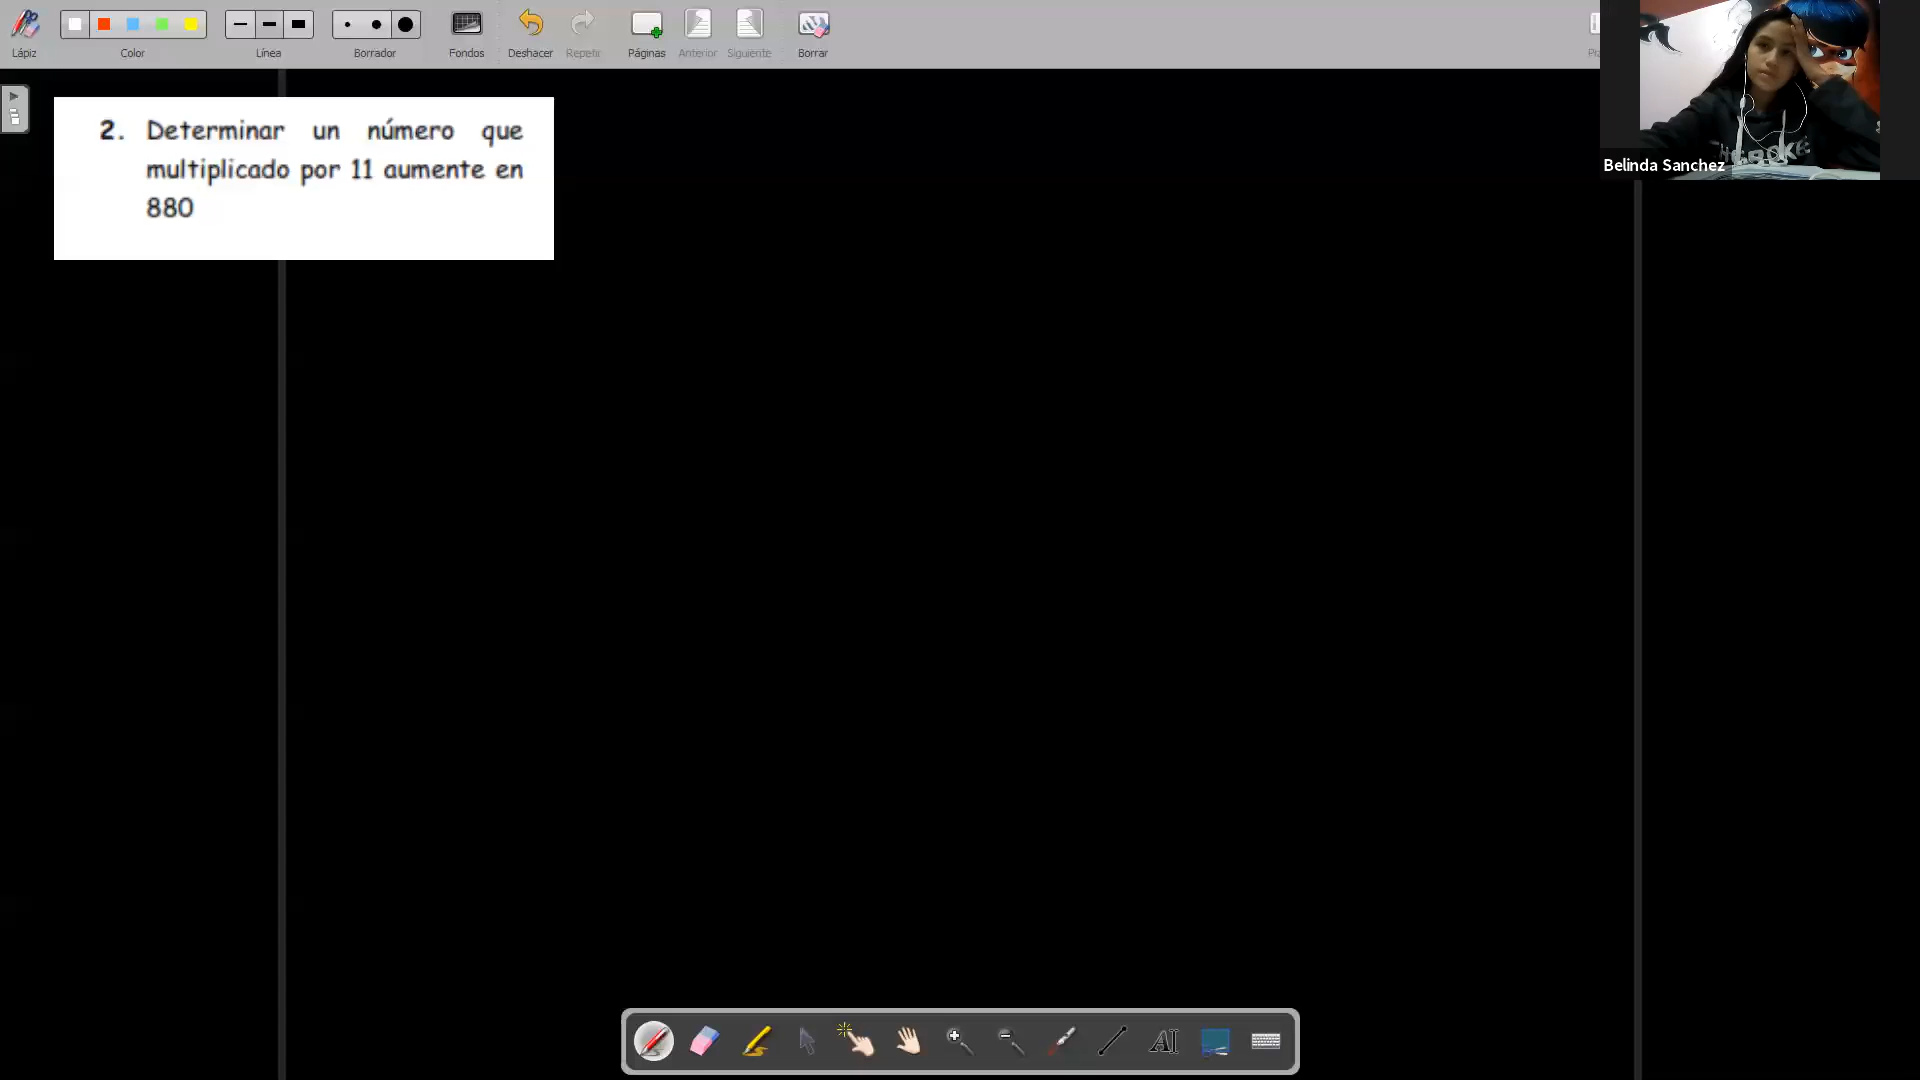 Lápiz
Color
Línea
Borrador
Fondos
Deshacer
Repetir
Páginas
Anterior
Siguiente
Borrar
2. Determinar un número que
multiplicado por 11 aumente en
880
Belinda Sanchez
AI